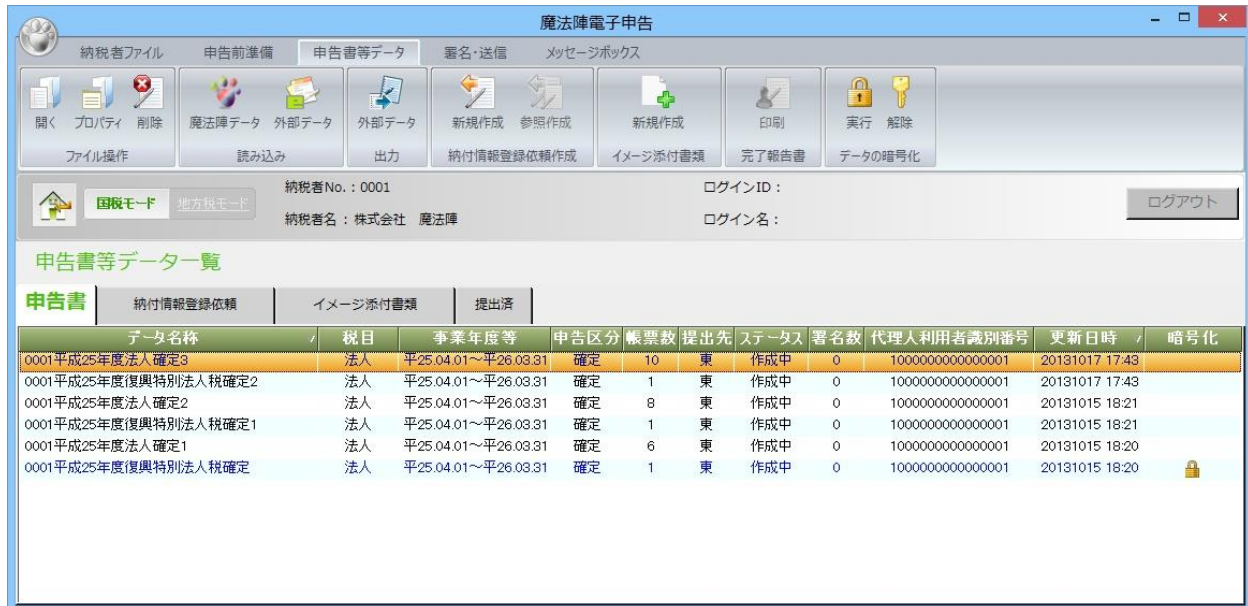 魔法陣電子申告
納税者ファイル 申告前準備 申告書等データ 署名・送信 メッセージボックス
開く プロパティ 削除 魔法陣データ 外部データ 外部データ 新規作成 参照作成 新規作成 印刷 実行 解除
ファイル操作 読み込み 出力 納付情報登録依頼作成 イメージ添付書類 完了報告書 データの暗号化
納税者No.：0001 ログインID：
国税モード 地方税モード ログアウト
納税者名：株式会社 魔法陣 ログイン名：
申告書等データ一覧
申告書 納付情報登録依頼 イメージ添付書類 提出済
データ名称 / 税目 事業年度等 申告区分 帳票数 提出先 ステータス 署名数 代理人利用者識別番号 更新日時 / 暗号化
0001平成25年度法人確定3 法人 平25.04.01～平26.03.31 確定 10 東 作成中 0 1000000000000001 20131017 17:43
0001平成25年度復興特別法人税確定2 法人 平25.04.01～平26.03.31 確定 1 東 作成中 0 1000000000000001 20131017 17:43
0001平成25年度法人確定2 法人 平25.04.01～平26.03.31 確定 8 東 作成中 0 1000000000000001 20131015 18:21
0001平成25年度復興特別法人税確定1 法人 平25.04.01～平26.03.31 確定 1 東 作成中 0 1000000000000001 20131015 18:21
0001平成25年度法人確定1 法人 平25.04.01～平26.03.31 確定 6 東 作成中 0 1000000000000001 20131015 18:20
0001平成25年度復興特別法人税確定 法人 平25.04.01～平26.03.31 確定 1 東 作成中 0 1000000000000001 20131015 18:20